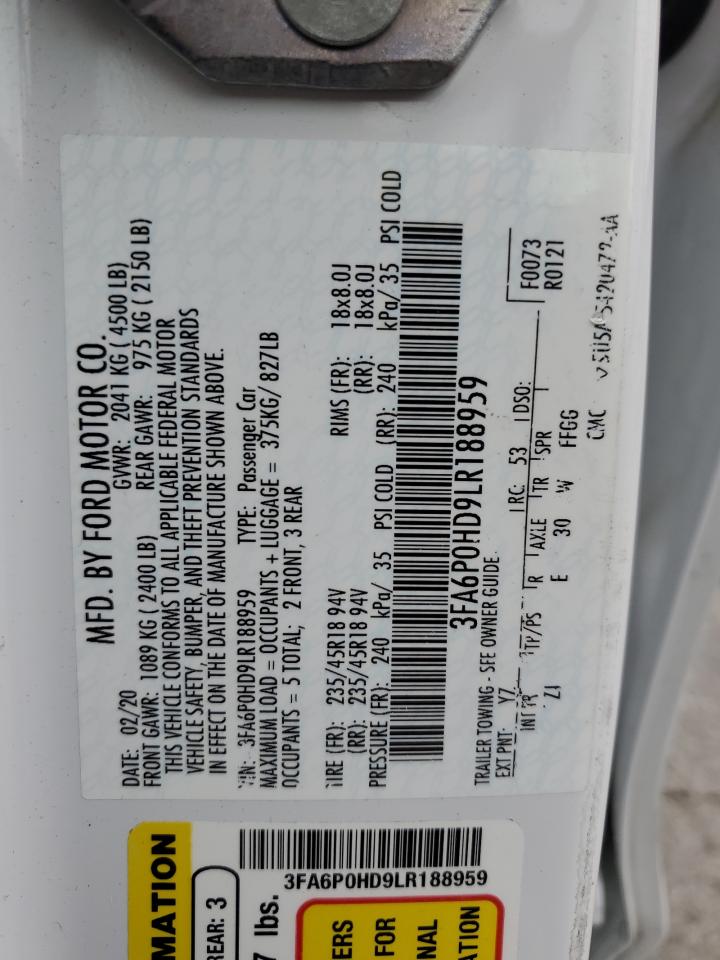 MFD. BY FORD MOTOR CO.
DATE: 02/20 GVWR: 2041 KG ( 4500 LB)
FRONT GAWR: 1089 KG ( 2400 LB) REAR GAWR: 975 KG ( 2150 LB)
THIS VEHICLE CONFORMS TO ALL APPLICABLE FEDERAL MOTOR
VEHICLE SAFETY, BUMPER, AND THEFT PREVENTION STANDARDS
IN EFFECT ON THE DATE OF MANUFACTURE SHOWN ABOVE.
VIN: 3FA6P0HD9LR188959 TYPE: Passenger Car
MAXIMUM LOAD = OCCUPANTS + LUGGAGE = 375KG/ 827LB
OCCUPANTS = 5 TOTAL; 2 FRONT, 3 REAR
TIRE (FR): 235/45R18 94V RIMS (FR): 18x8.0J
(RR): 235/45R18 94V (RR): 18x8.0J
PRESSURE (FR): 240 kPa/ 35 PSI COLD (RR): 240 kPa/ 35 PSI COLD
3FA6P0HD9LR188959
TRAILER TOWING - SEE OWNER GUIDE.
EXT PNT: YZ RC: 53 DSO: F0073
R0121
INT TR TP/PS R AXLE TR SPR
Z1 E 30 W FFGG
CMC
3FA6P0HD9LR188959
MATION
REAR: 3
7 lbs.
ERS
FOR
NAL
ATION